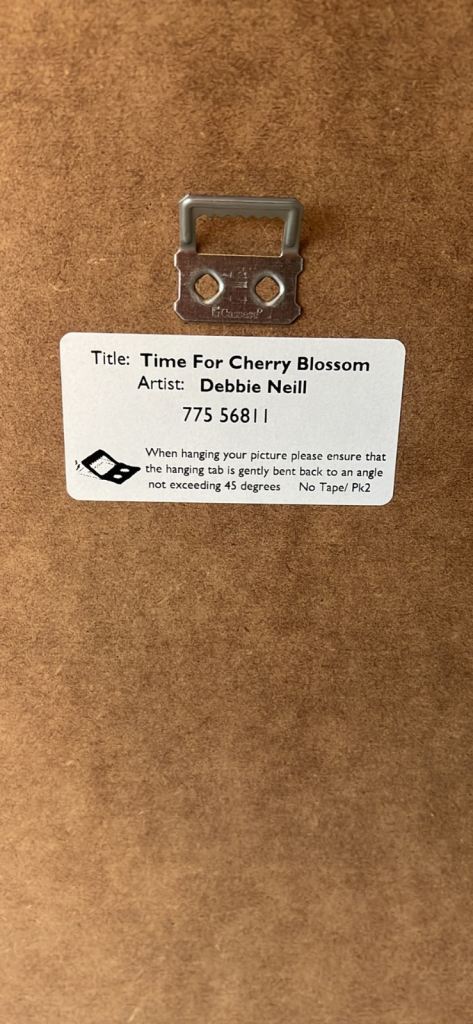 Title: Time For Cherry Blossom
Artist: Debbie Neill
775 56811
When hanging your picture please ensure that
the hanging tab is gently bent back to an angle
not exceeding 45 degrees No Tape/ Pk2